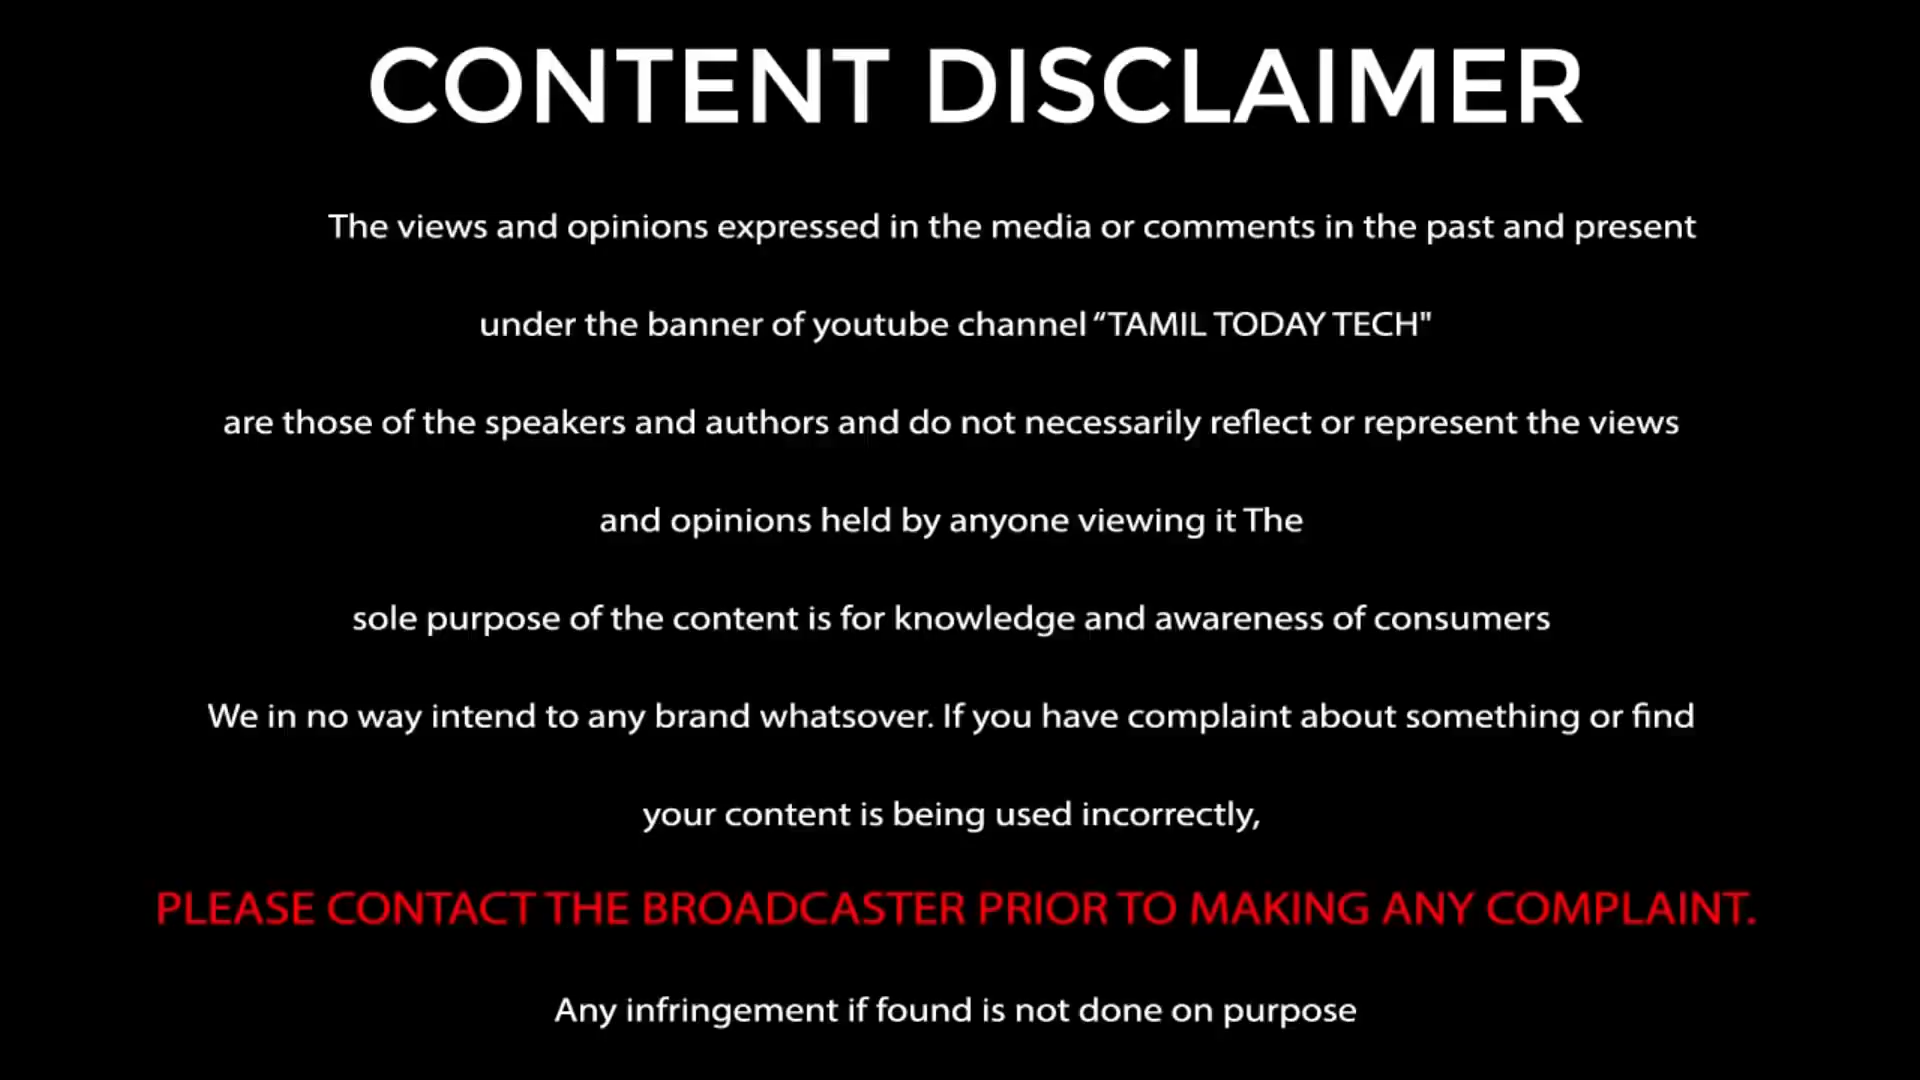 CONTENT DISCLAIMER
The views and opinions expressed in the media or comments in the past and present
under the banner of youtube channel “TAMIL TODAY TECH"
are those of the speakers and authors and do not necessarily reflect or represent the views
and opinions held by anyone viewing it The
sole purpose of the content is for knowledge and awareness of consumers
We in no way intend to any brand whatsover. If you have complaint about something or find
your content is being used incorrectly,
PLEASE CONTACT THE BROADCASTER PRIOR TO MAKING ANY COMPLAINT.
Any infringement if found is not done on purpose